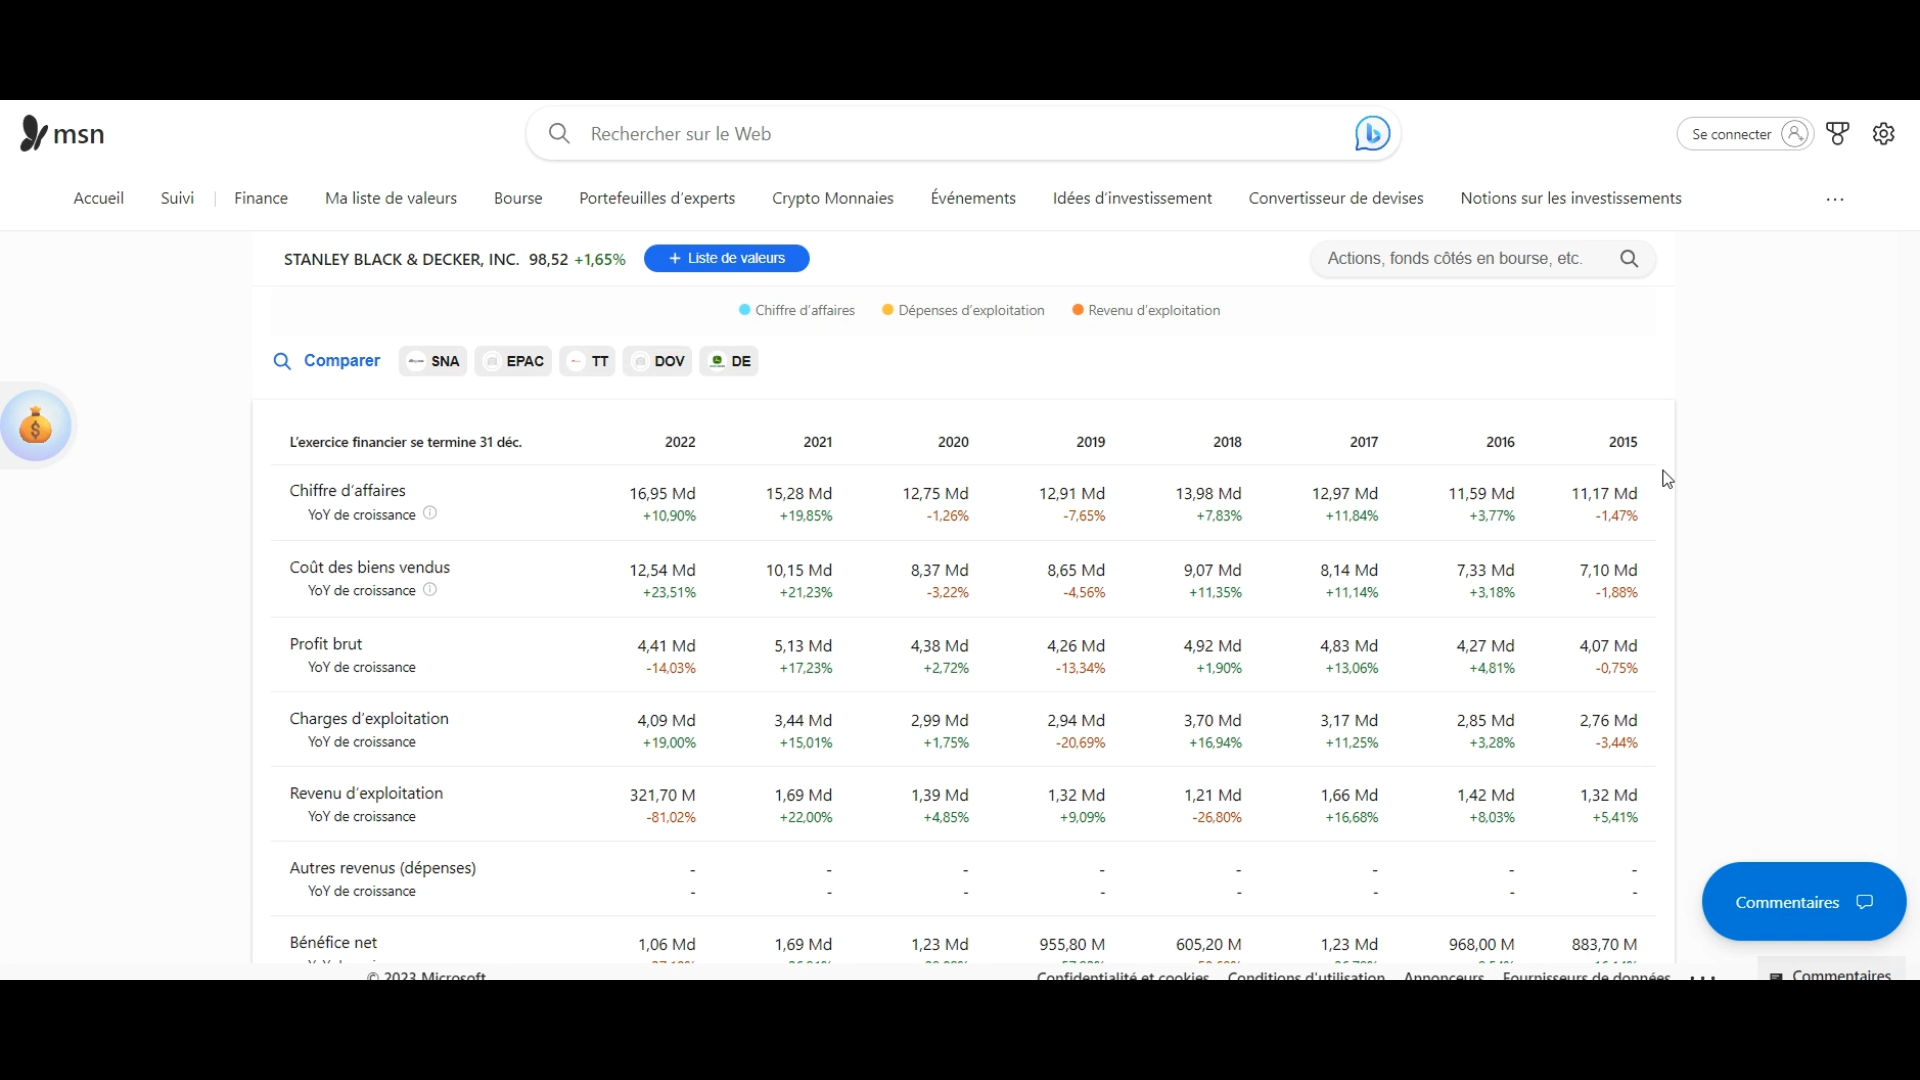 msn
Rechercher sur le Web
Se connecter
Accueil Suivi Finance Ma liste de valeurs Bourse Portefeuilles d'experts Crypto Monnaies Événements Idées d'investissement Convertisseur de devises Notions sur les investissements ...
STANLEY BLACK & DECKER, INC. 98,52 +1,65% + Liste de valeurs Actions, fonds côtés en bourse, etc.
Chiffre d'affaires Dépenses d'exploitation Revenu d'exploitation
Comparer SNA EPAC TT DOV DE
L'exercice financier se termine 31 déc. 2022 2021 2020 2019 2018 2017 2016 2015
Chiffre d'affaires 16,95 Md 15,28 Md 12,75 Md 12,91 Md 13,98 Md 12,97 Md 11,59 Md 11,17 Md
YoY de croissance +10,90% +19,85% -1,26% -7,65% +7,83% +11,84% +3,77% -1,47%
Coût des biens vendus 12,54 Md 10,15 Md 8,37 Md 8,65 Md 9,07 Md 8,14 Md 7,33 Md 7,10 Md
YoY de croissance +23,51% +21,23% -3,22% -4,56% +11,35% +11,14% +3,18% -1,88%
Profit brut 4,41 Md 5,13 Md 4,38 Md 4,26 Md 4,92 Md 4,83 Md 4,27 Md 4,07 Md
YoY de croissance -14,03% +17,23% +2,72% -13,34% +1,90% +13,06% +4,81% -0,75%
Charges d'exploitation 4,09 Md 3,44 Md 2,99 Md 2,94 Md 3,70 Md 3,17 Md 2,85 Md 2,76 Md
YoY de croissance +19,00% +15,01% +1,75% -20,69% +16,94% +11,25% +3,28% -3,44%
Revenu d'exploitation 321,70 M 1,69 Md 1,39 Md 1,32 Md 1,21 Md 1,66 Md 1,42 Md 1,32 Md
YoY de croissance -81,02% +22,00% +4,85% +9,09% -26,80% +16,68% +8,03% +5,41%
Autres revenus (dépenses) - - - - - - - -
YoY de croissance - - - - - - - -
Commentaires
Bénéfice net 1,06 Md 1,69 Md 1,23 Md 955,80 M 605,20 M 1,23 Md 968,00 M 883,70 M
© 2023 Microsoft Confidentialité et cookies Conditions d'utilisation Annonceurs Fournisseurs de données ... Commentaires